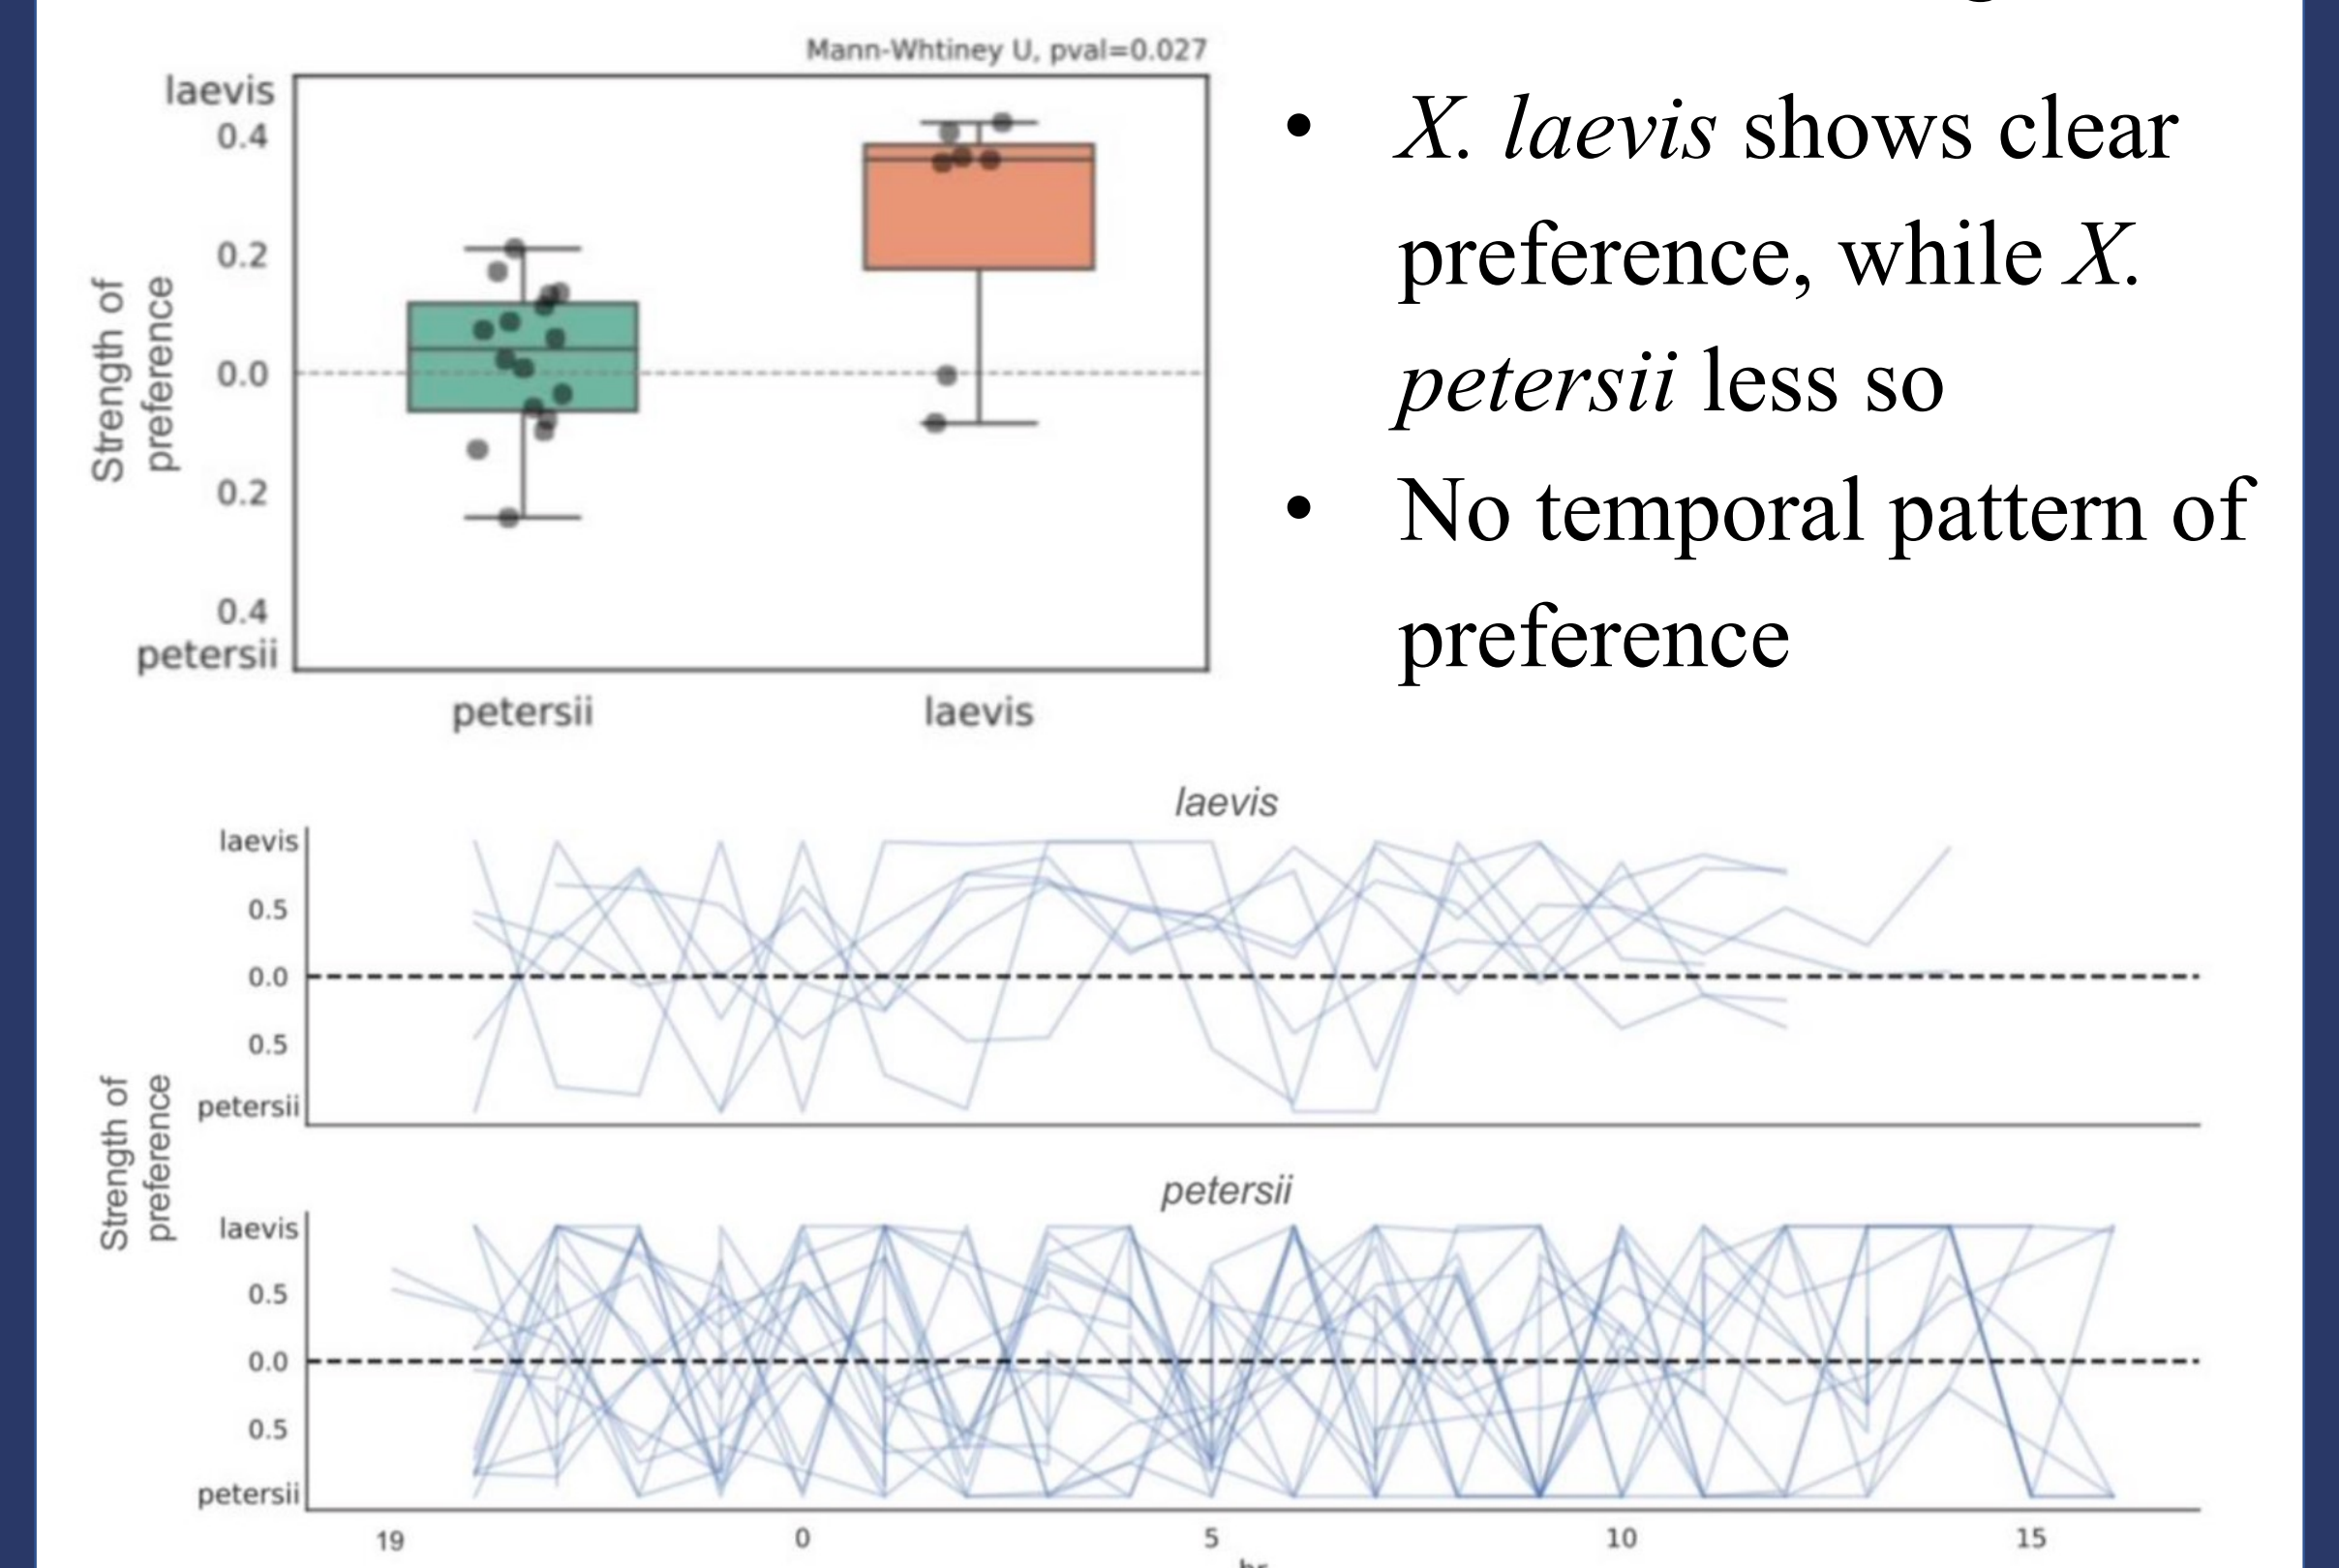 Mann-Whtiney U, pval=0.027
laevis
0.4
0.2
0.0
0.2
0.4
petersii
Strength of
preference
petersii
laevis
• X. laevis shows clear
preference, while X.
petersii less so
• No temporal pattern of
preference
laevis
laevis
0.5
0.0
0.5
petersii
Strength of
preference
petersii
laevis
0.5
0.0
0.5
petersii
19
0
5
10
15